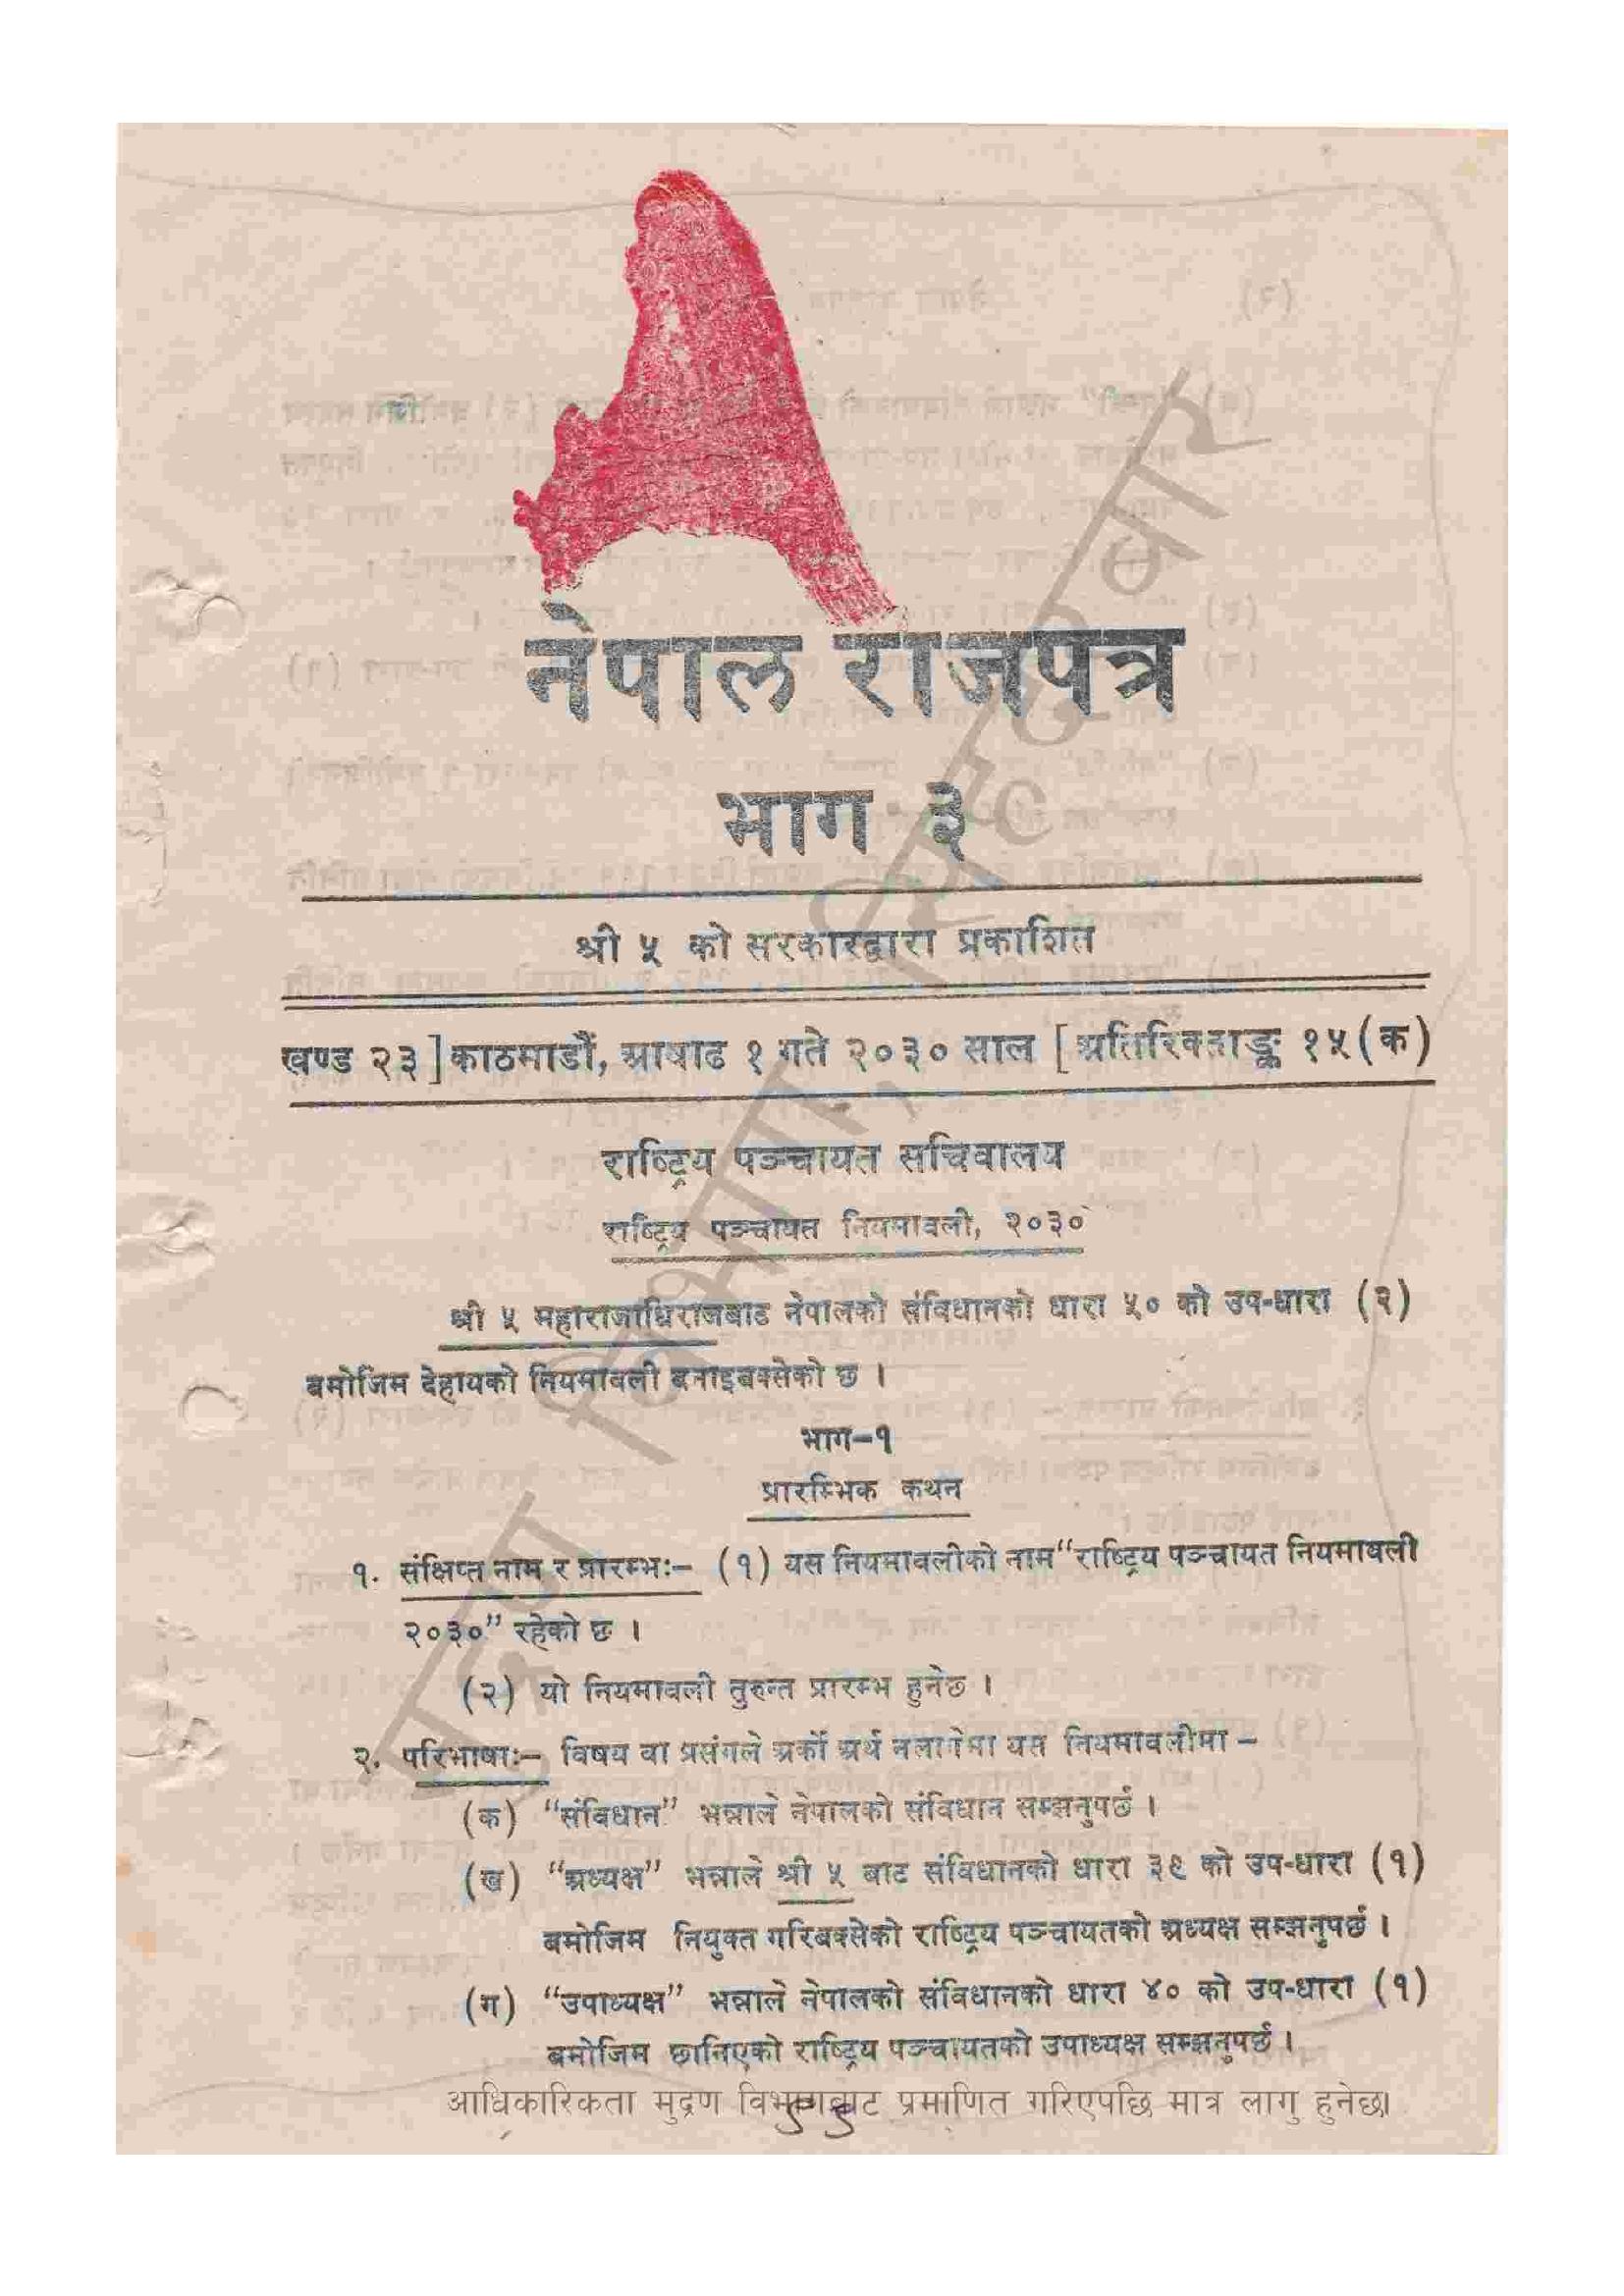 नेपाल राजपत्र
भाग ३
श्री ५ को सरकारद्वारा प्रकाशित
खण्ड २३] काठमाडौं, आषाढ १ गते २०३० साल [अतिरिक्ताङ्क १५(क)
राष्ट्रिय पञ्चायत सचिवालय
राष्ट्रिय पञ्चायत नियमावली, २०३०
श्री ५ महाराजाधिराजबाट नेपालको संविधानको धारा ५० को उप-धारा (२)
बमोजिम देहायको नियमावली बनाइबक्सेको छ ।
भाग–१
प्रारम्भिक कथन
१. संक्षिप्त नाम र प्रारम्भः– (१) यस नियमावलीको नाम “राष्ट्रिय पञ्चायत नियमावली
२०३०” रहेको छ ।
(२) यो नियमावली तुरुन्त प्रारम्भ हुनेछ ।
२. परिभाषाः– विषय वा प्रसंगले अर्को अर्थ नलागेमा यस नियमावलीमा –
(क) “संविधान” भन्नाले नेपालको संविधान सम्झनुपर्छ ।
(ख) “अध्यक्ष” भन्नाले श्री ५ बाट संविधानको धारा ३९ को उप-धारा (१)
बमोजिम नियुक्त गरिबक्सेको राष्ट्रिय पञ्चायतको अध्यक्ष सम्झनुपर्छ ।
(ग) “उपाध्यक्ष” भन्नाले नेपालको संविधानको धारा ४० को उप-धारा (१)
बमोजिम छानिएको राष्ट्रिय पञ्चायतको उपाध्यक्ष सम्झनुपर्छ ।
आधिकारिकता मुद्रण विभागबाट प्रमाणित गरिएपछि मात्र लागु हुनेछ।
मुद्रण विभाग, सिंहदरबार